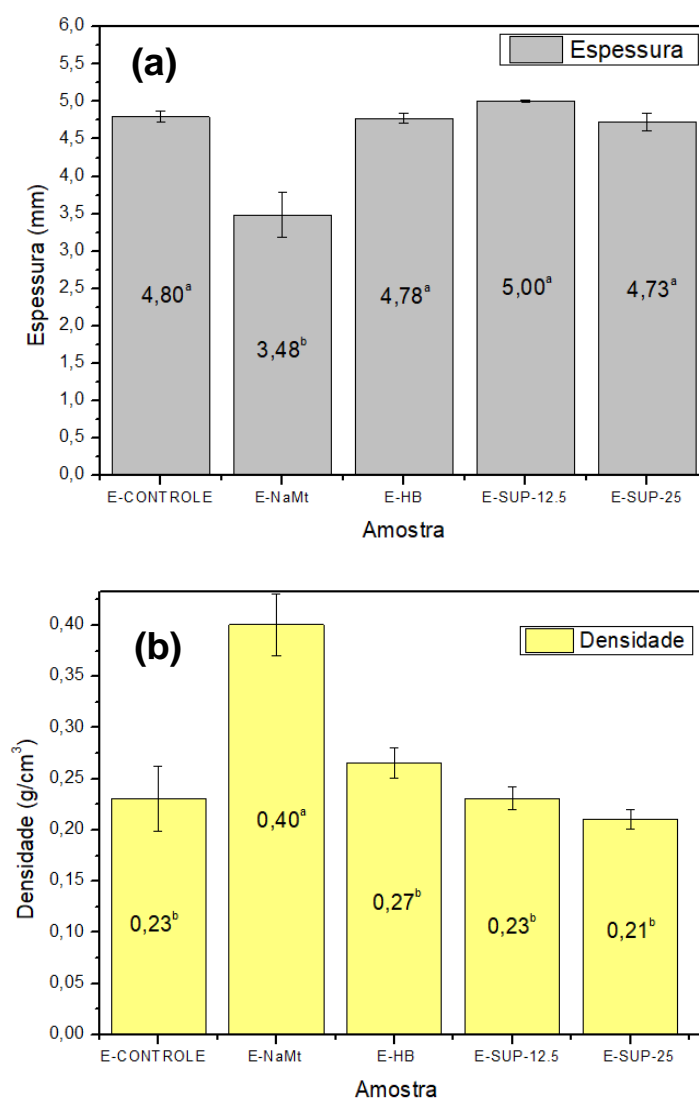 (a)
Espessura
Espessura (mm)
6,0
5,5
5,0
4,5
4,0
3,5
3,0
2,5
2,0
1,5
1,0
0,5
0,0
4,80ᵃ
3,48ᵇ
4,78ᵃ
5,00ᵃ
4,73ᵃ
E-CONTROLE
E-NaMt
E-HB
E-SUP-12.5
E-SUP-25
Amostra
(b)
Densidade
Densidade (g/cm³)
0,40
0,35
0,30
0,25
0,20
0,15
0,10
0,05
0,00
0,23ᵇ
0,40ᵃ
0,27ᵇ
0,23ᵇ
0,21ᵇ
E-CONTROLE
E-NaMt
E-HB
E-SUP-12.5
E-SUP-25
Amostra